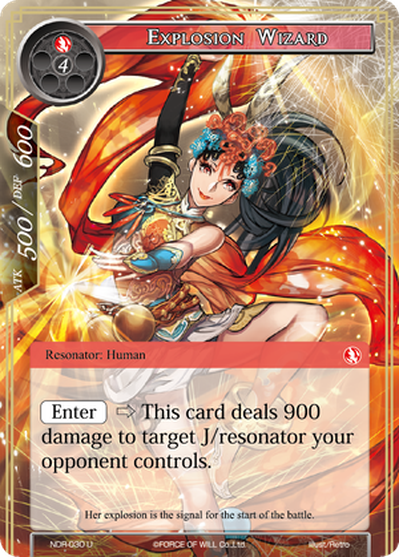 Explosion Wizard
4
ATK 500 / DEF 600
Resonator: Human
Enter ⇨ This card deals 900
damage to target J/resonator your
opponent controls.
Her explosion is the signal for the start of the battle.
NDR-030 U ©FORCE OF WILL Co.,Ltd. Illust./Retro